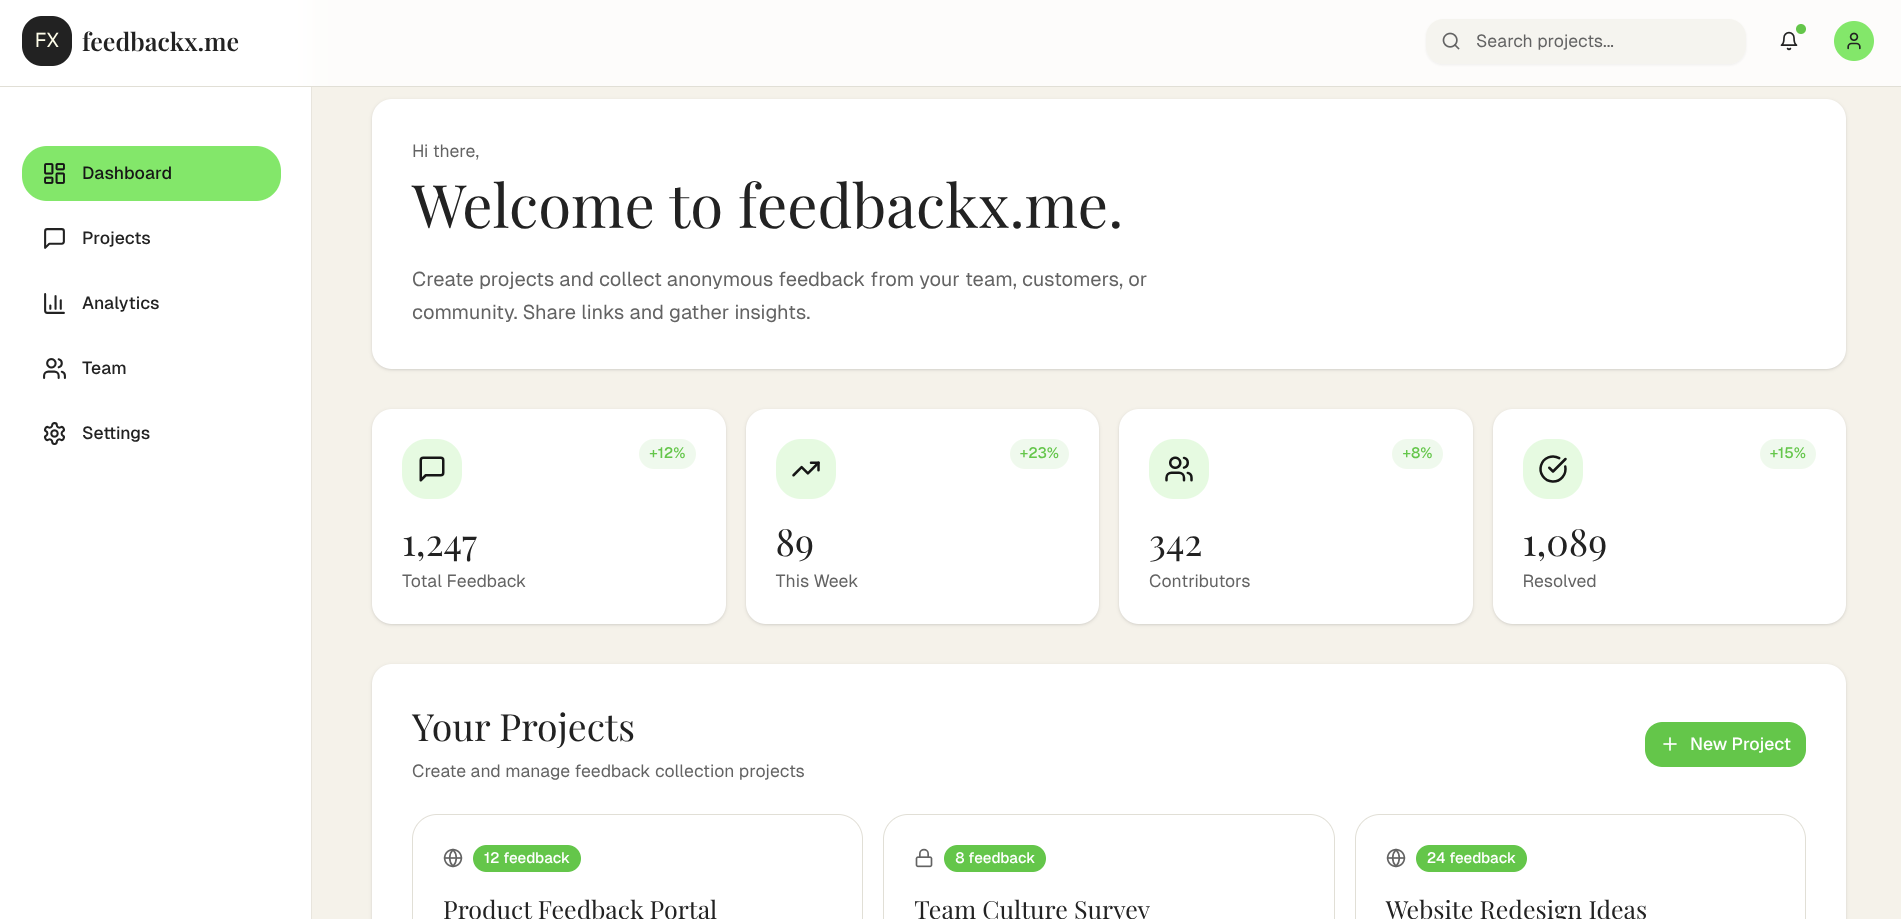 FX feedbackx.me
Search projects...
Dashboard
Projects
Analytics
Team
Settings
Hi there,
Welcome to feedbackx.me.
Create projects and collect anonymous feedback from your team, customers, or
community. Share links and gather insights.
+12%
1,247
Total Feedback
+23%
89
This Week
+8%
342
Contributors
+15%
1,089
Resolved
Your Projects
Create and manage feedback collection projects
New Project
12 feedback
Product Feedback Portal
8 feedback
Team Culture Survey
24 feedback
Website Redesign Ideas